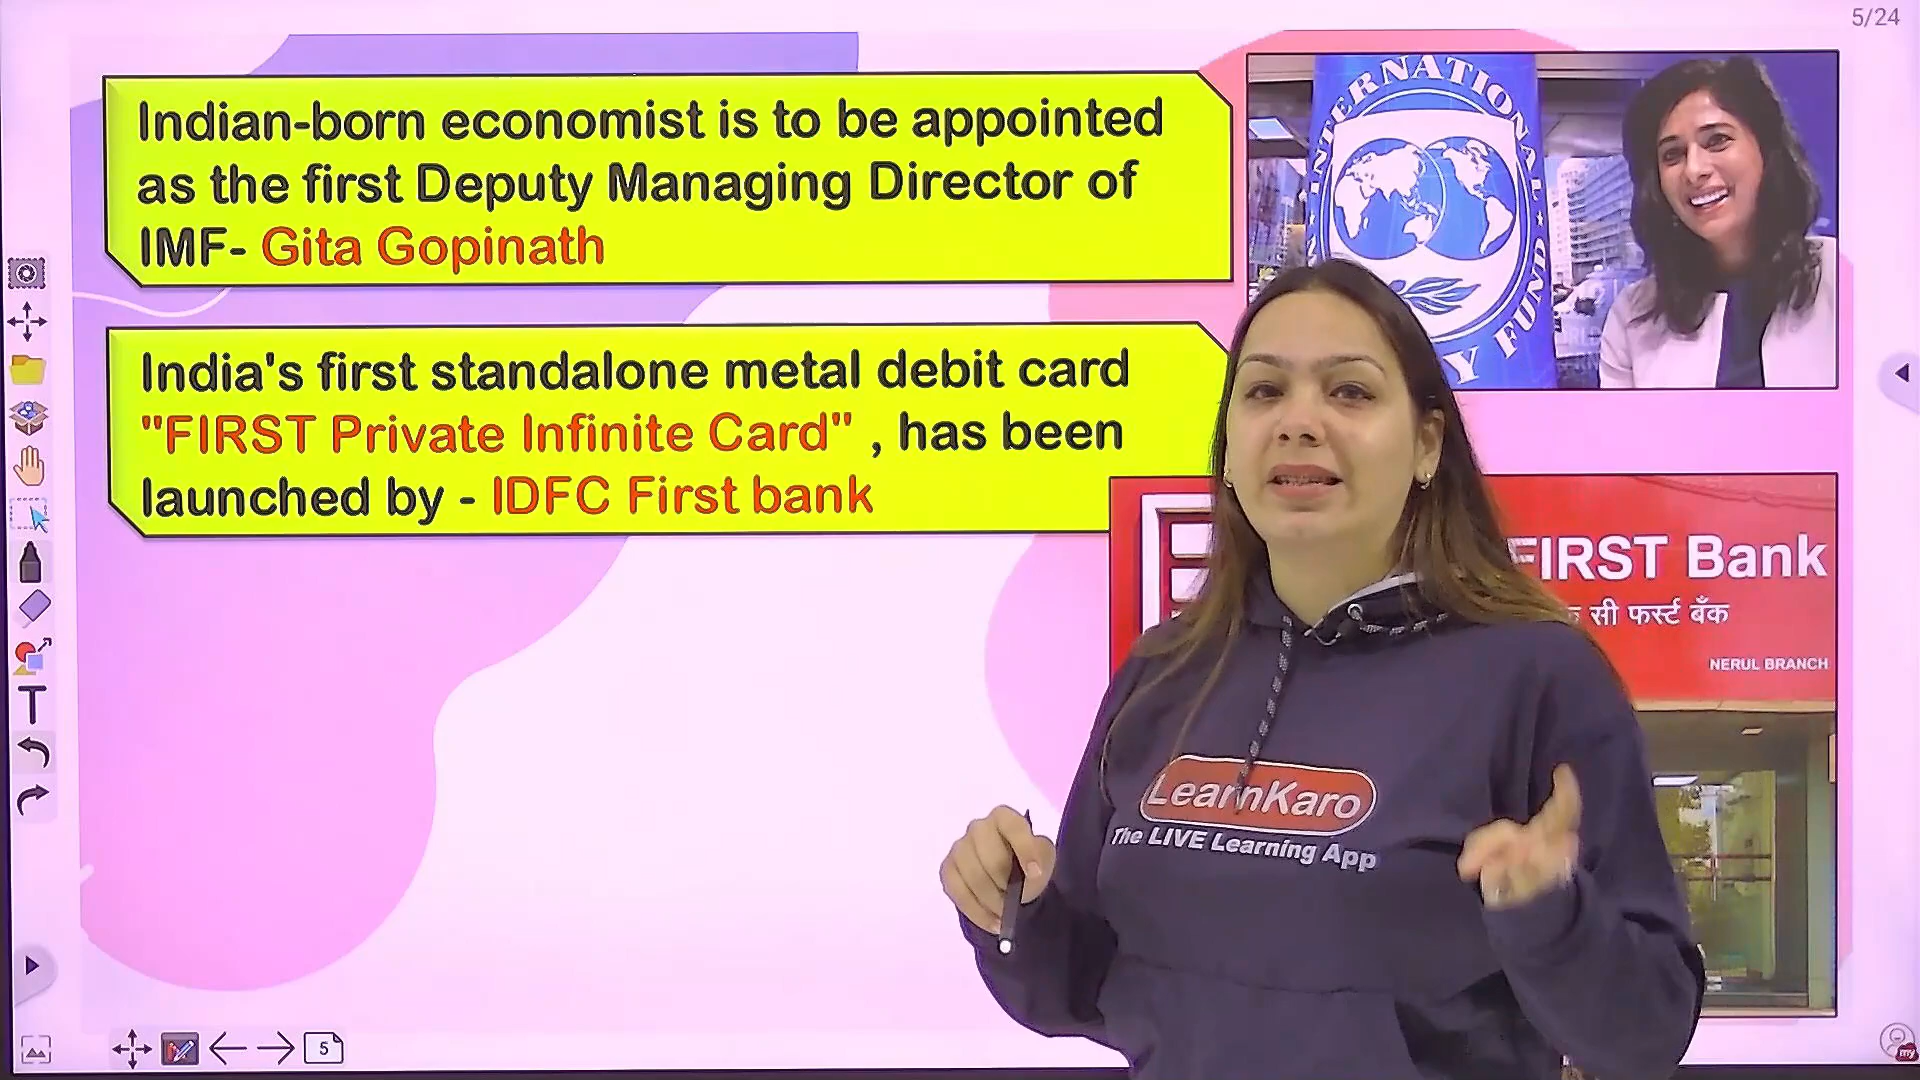 5/24
Indian-born economist is to be appointed
as the first Deputy Managing Director of
IMF- Gita Gopinath
INTERNATIONAL
Y FUND
India's first standalone metal debit card
"FIRST Private Infinite Card" , has been
launched by - IDFC First bank
FIRST Bank
सी फर्स्ट बँक
NERUL BRANCH
LearnKaro
The LIVE Learning App
T
5
my